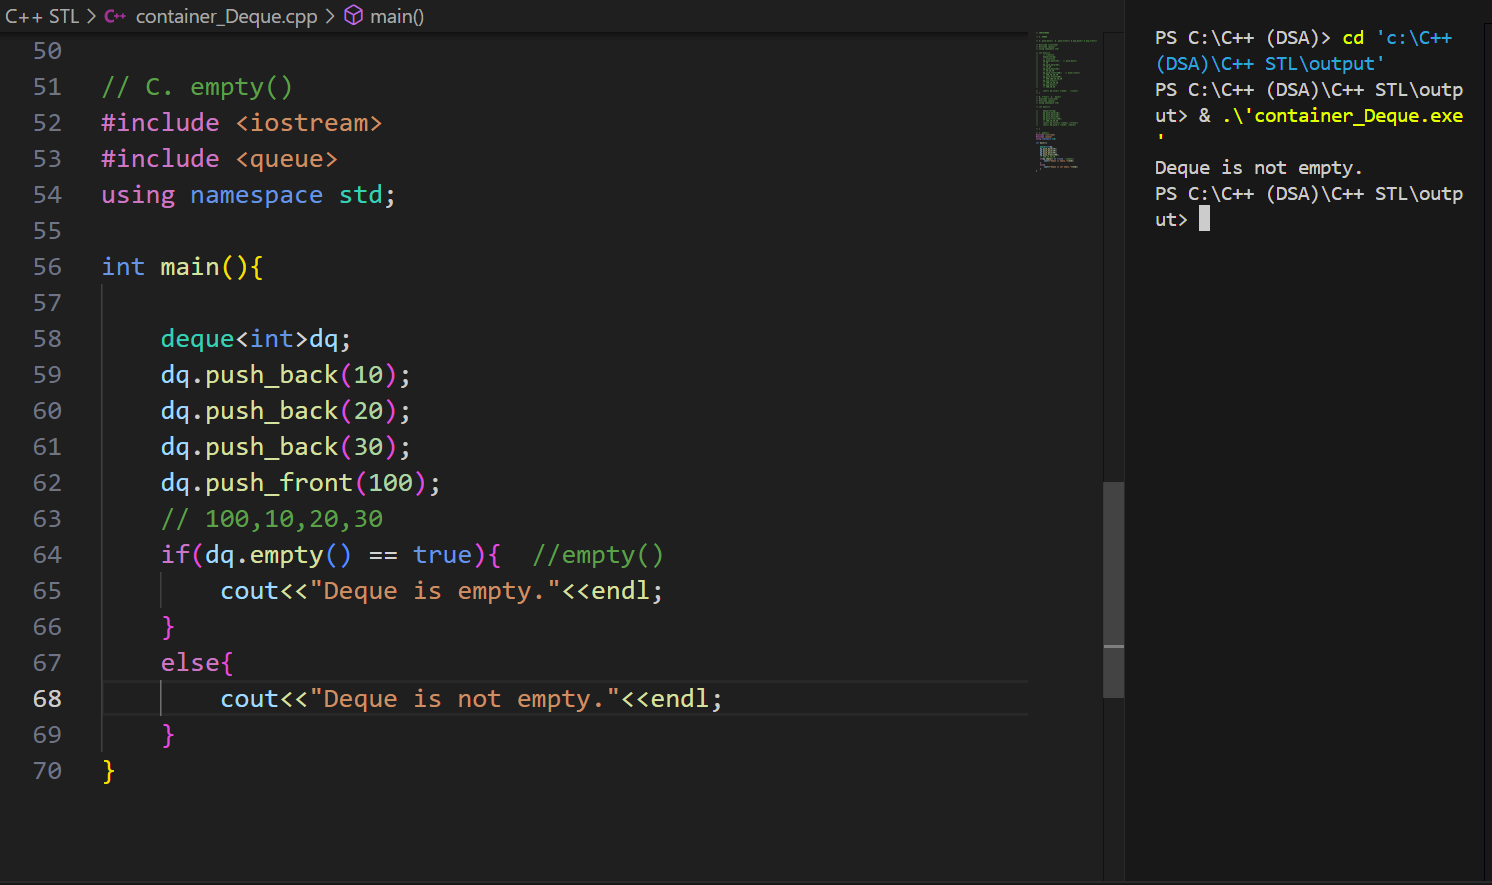 C++ STL > C++ container_Deque.cpp > main()
50
51 // C. empty()
52 #include <iostream>
53 #include <queue>
54 using namespace std;
55
56 int main(){
57
58     deque<int>dq;
59     dq.push_back(10);
60     dq.push_back(20);
61     dq.push_back(30);
62     dq.push_front(100);
63     // 100,10,20,30
64     if(dq.empty() == true){  //empty()
65         cout<<"Deque is empty."<<endl;
66     }
67     else{
68         cout<<"Deque is not empty."<<endl;
69     }
70 }
PS C:\C++ (DSA)> cd 'c:\C++
(DSA)\C++ STL\output'
PS C:\C++ (DSA)\C++ STL\outp
ut> & .\'container_Deque.exe
'
Deque is not empty.
PS C:\C++ (DSA)\C++ STL\outp
ut>